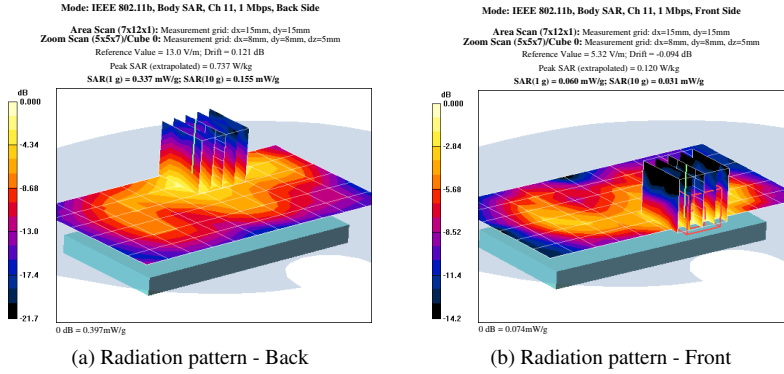 Mode: IEEE 802.11b, Body SAR, Ch 11, 1 Mbps, Back Side
Area Scan (7x12x1): Measurement grid: dx=15mm, dy=15mm
Zoom Scan (5x5x7)/Cube 0: Measurement grid: dx=8mm, dy=8mm, dz=5mm
Reference Value = 13.0 V/m; Drift = 0.121 dB
Peak SAR (extrapolated) = 0.737 W/kg
SAR(1 g) = 0.337 mW/g; SAR(10 g) = 0.155 mW/g
dB
0.000
-4.34
-8.68
-13.0
-17.4
-21.7
0 dB = 0.397mW/g
(a) Radiation pattern - Back
Mode: IEEE 802.11b, Body SAR, Ch 11, 1 Mbps, Front Side
Area Scan (7x12x1): Measurement grid: dx=15mm, dy=15mm
Zoom Scan (5x5x7)/Cube 0: Measurement grid: dx=8mm, dy=8mm, dz=5mm
Reference Value = 5.32 V/m; Drift = -0.094 dB
Peak SAR (extrapolated) = 0.120 W/kg
SAR(1 g) = 0.060 mW/g; SAR(10 g) = 0.031 mW/g
dB
0.000
-2.84
-5.68
-8.52
-11.4
-14.2
0 dB = 0.074mW/g
(b) Radiation pattern - Front